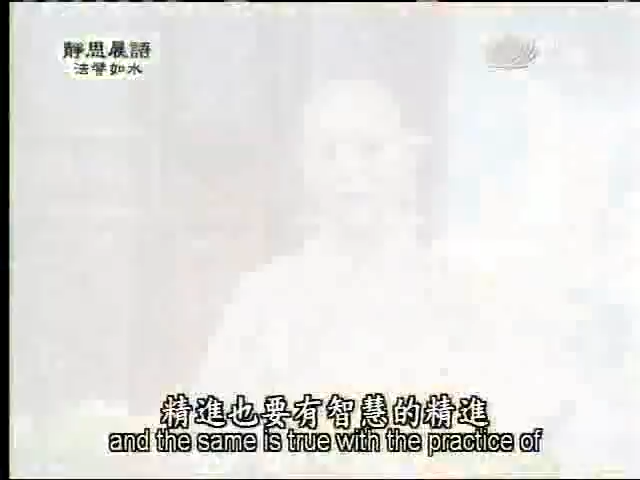 靜思晨語
法譬如水
精進也要有智慧的精進
and the same is true with the practice of